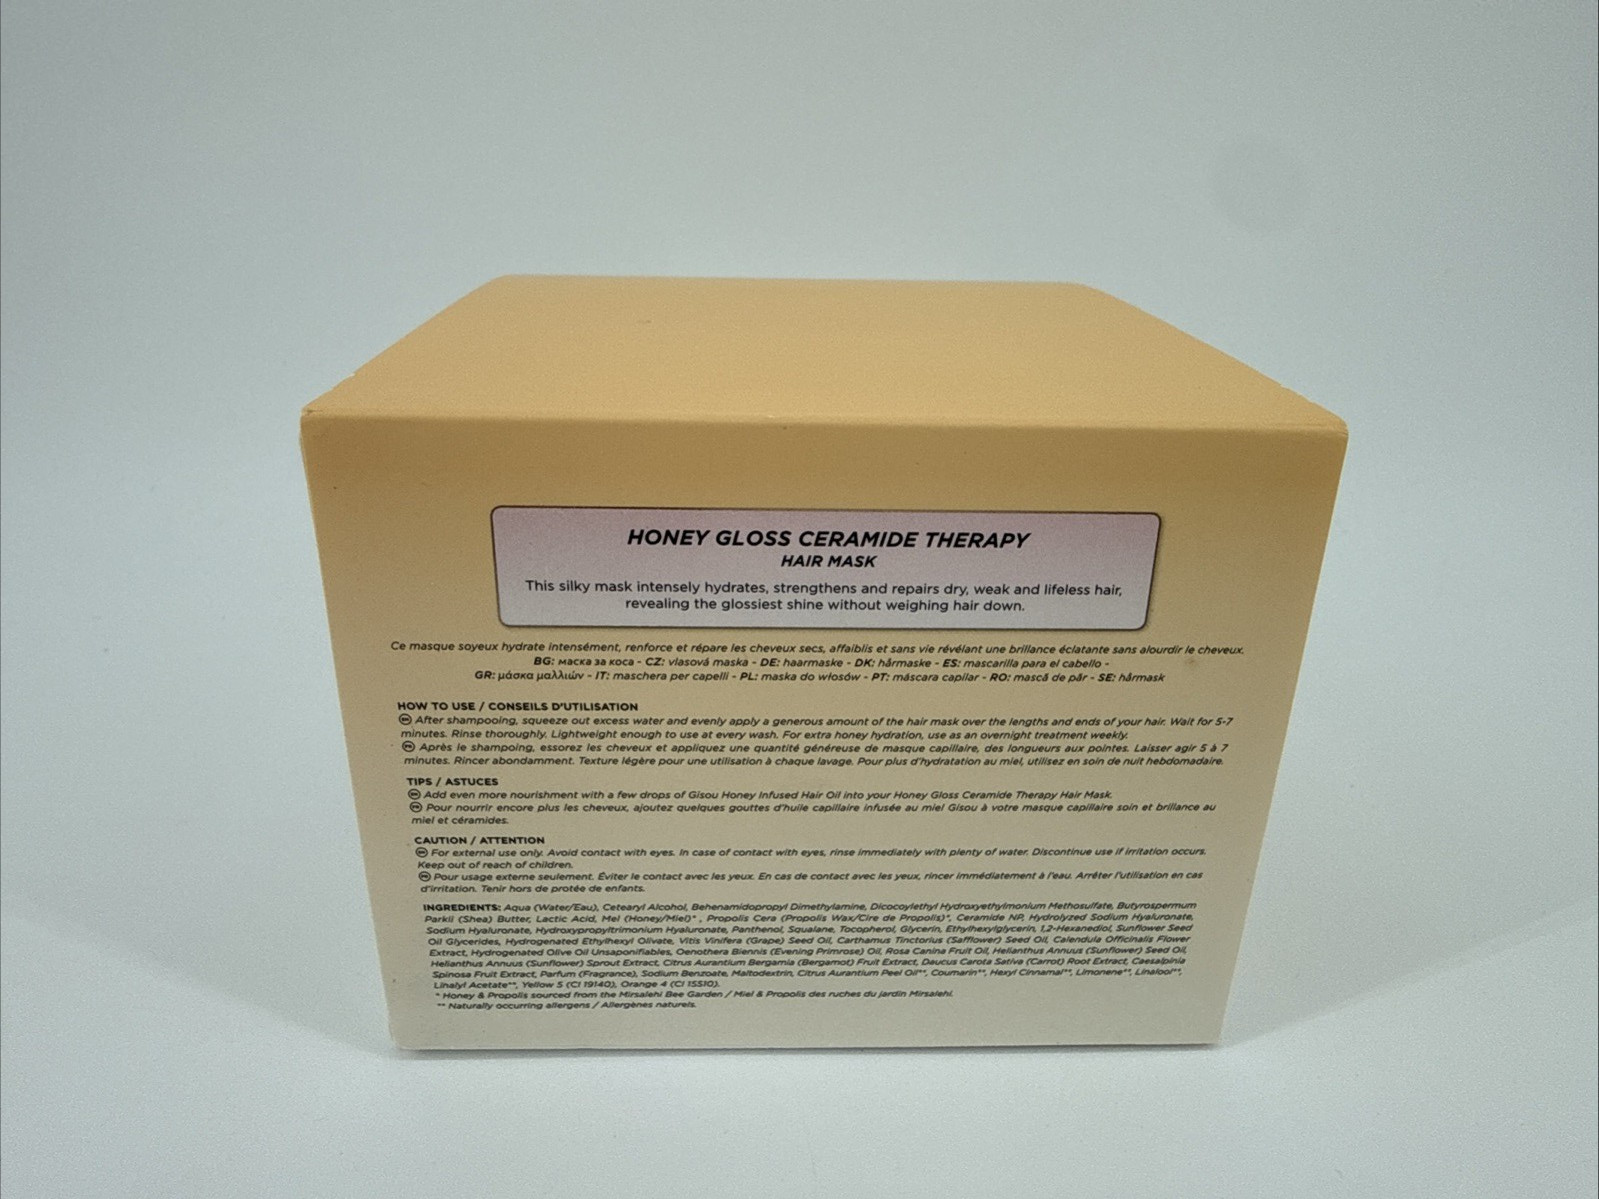 HONEY GLOSS CERAMIDE THERAPY
HAIR MASK
This silky mask intensely hydrates, strengthens and repairs dry, weak and lifeless hair,
revealing the glossiest shine without weighing hair down.
Ce masque soyeux hydrate intensément, renforce et répare les cheveux secs, affaiblis et sans vie révélant une brillance éclatante sans alourdir le cheveux.
BG: маска за коса - CZ: vlasová maska - DE: haarmaske - DK: hårmaske - ES: mascarilla para el cabello -
GR: μάσκα μαλλιών - IT: maschera per capelli - PL: maska do włosów - PT: máscara capilar - RO: mască de păr - SE: hårmask
HOW TO USE / CONSEILS D'UTILISATION
EN After shampooing, squeeze out excess water and evenly apply a generous amount of the hair mask over the lengths and ends of your hair. Wait for 5-7
minutes. Rinse thoroughly. Lightweight enough to use at every wash. For extra honey hydration, use as an overnight treatment weekly.
FR Après le shampoing, essorez les cheveux et appliquez une quantité généreuse de masque capillaire, des longueurs aux pointes. Laisser agir 5 à 7
minutes. Rincer abondamment. Texture légère pour une utilisation à chaque lavage. Pour plus d'hydratation au miel, utilisez en soin de nuit hebdomadaire.
TIPS / ASTUCES
EN Add even more nourishment with a few drops of Gisou Honey Infused Hair Oil into your Honey Gloss Ceramide Therapy Hair Mask.
FR Pour nourrir encore plus les cheveux, ajoutez quelques gouttes d'huile capillaire infusée au miel Gisou à votre masque capillaire soin et brillance au
miel et céramides.
CAUTION / ATTENTION
EN For external use only. Avoid contact with eyes. In case of contact with eyes, rinse immediately with plenty of water. Discontinue use if irritation occurs.
Keep out of reach of children.
FR Pour usage externe seulement. Éviter le contact avec les yeux. En cas de contact avec les yeux, rincer immédiatement à l'eau. Arrêter l'utilisation en cas
d'irritation. Tenir hors de protée de enfants.
INGREDIENTS: Aqua (Water/Eau), Cetearyl Alcohol, Behenamidopropyl Dimethylamine, Dicocoylethyl Hydroxyethylmonium Methosulfate, Butyrospermum
Parkii (Shea) Butter, Lactic Acid, Mel (Honey/Miel)* , Propolis Cera (Propolis Wax/Cire de Propolis)*, Ceramide NP, Hydrolyzed Sodium Hyaluronate,
Sodium Hyaluronate, Hydroxypropyltrimonium Hyaluronate, Panthenol, Squalane, Tocopherol, Glycerin, Ethylhexylglycerin, 1,2-Hexanediol, Sunflower Seed
Oil Glycerides, Hydrogenated Ethylhexyl Olivate, Vitis Vinifera (Grape) Seed Oil, Carthamus Tinctorius (Safflower) Seed Oil, Calendula Officinalis Flower
Extract, Hydrogenated Olive Oil Unsaponifiables, Oenothera Biennis (Evening Primrose) Oil, Rosa Canina Fruit Oil, Helianthus Annuus (Sunflower) Seed Oil,
Helianthus Annuus (Sunflower) Sprout Extract, Citrus Aurantium Bergamia (Bergamot) Fruit Extract, Daucus Carota Sativa (Carrot) Root Extract, Caesalpinia
Spinosa Fruit Extract, Parfum (Fragrance), Sodium Benzoate, Maltodextrin, Citrus Aurantium Peel Oil**, Coumarin**, Hexyl Cinnamal**, Limonene**, Linalool**,
Linalyl Acetate**, Yellow 5 (CI 19140), Orange 4 (CI 15510).
* Honey & Propolis sourced from the Mirsalehi Bee Garden / Miel & Propolis des ruches du jardin Mirsalehi.
** Naturally occurring allergens / Allergènes naturels.